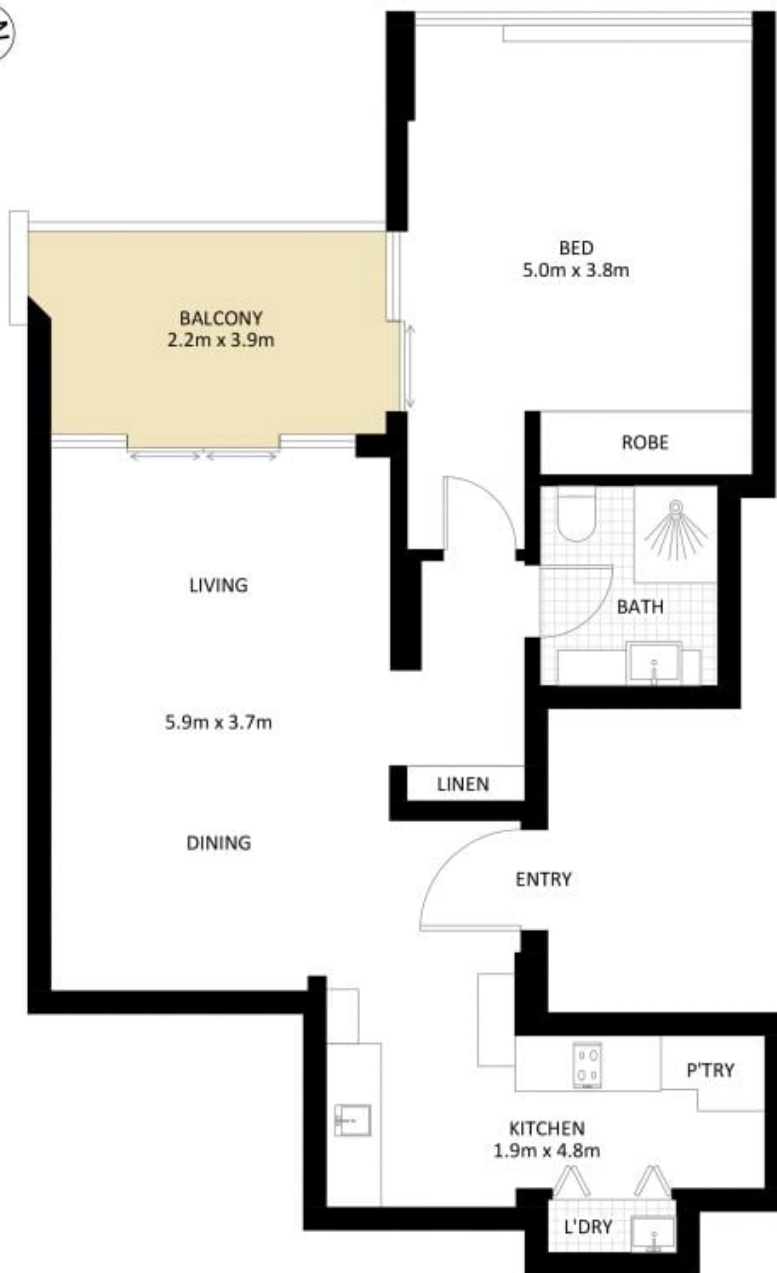 BED
5.0m x 3.8m
BALCONY
2.2m x 3.9m
ROBE
LIVING
BATH
5.9m x 3.7m
LINEN
DINING
ENTRY
P'TRY
KITCHEN
1.9m x 4.8m
L'DRY